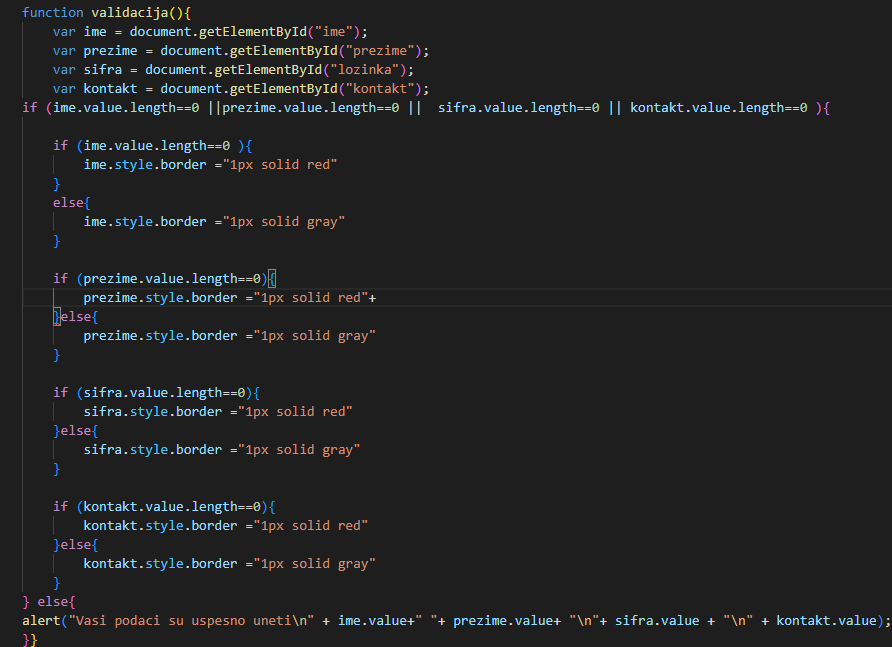 function validacija(){
    var ime = document.getElementById("ime");
    var prezime = document.getElementById("prezime");
    var sifra = document.getElementById("lozinka");
    var kontakt = document.getElementById("kontakt");
if (ime.value.length==0 ||prezime.value.length==0 ||  sifra.value.length==0 || kontakt.value.length==0 ){
    if (ime.value.length==0 ){
        ime.style.border ="1px solid red"
    }
    else{
        ime.style.border ="1px solid gray"
    }
    if (prezime.value.length==0){
        prezime.style.border ="1px solid red"+
    }else{
        prezime.style.border ="1px solid gray"
    }
    if (sifra.value.length==0){
        sifra.style.border ="1px solid red"
    }else{
        sifra.style.border ="1px solid gray"
    }
    if (kontakt.value.length==0){
        kontakt.style.border ="1px solid red"
    }else{
        kontakt.style.border ="1px solid gray"
    }
} else{
alert("Vasi podaci su uspesno uneti\n" + ime.value+" "+ prezime.value+ "\n"+ sifra.value + "\n" + kontakt.value);
}}